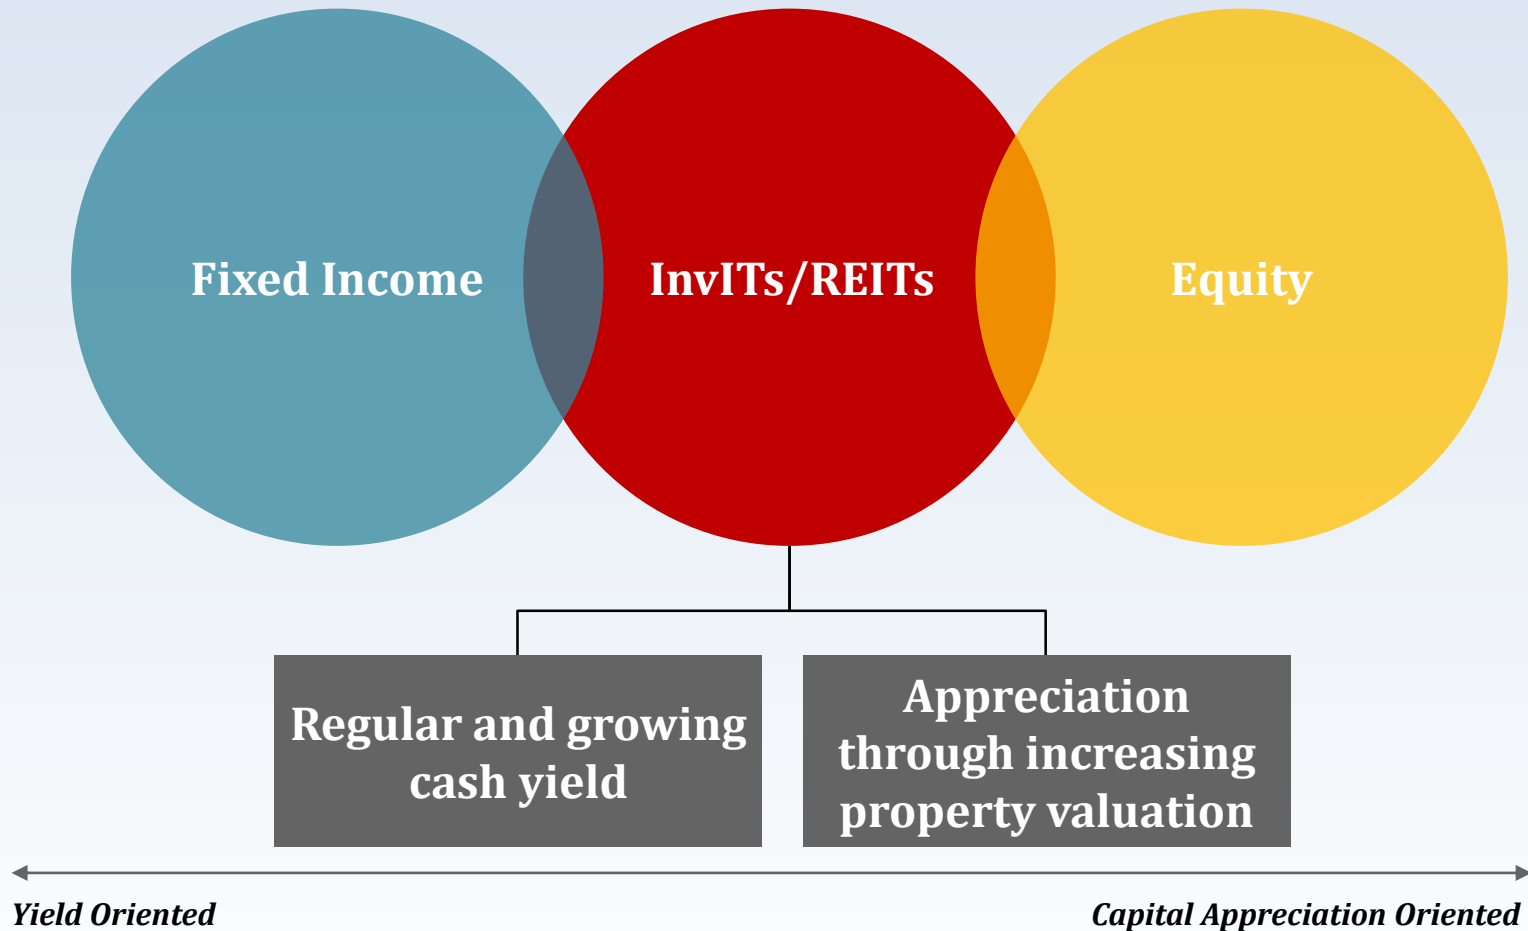 Fixed Income
InvITs/REITs
Equity
Regular and growing
cash yield
Appreciation
through increasing
property valuation
Yield Oriented
Capital Appreciation Oriented